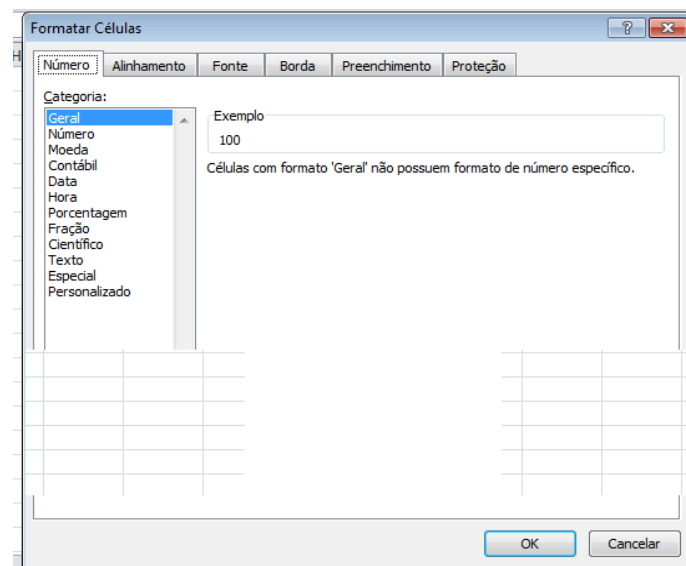 Formatar Células
H
Número Alinhamento Fonte Borda Preenchimento Proteção
Categoria:
Geral
Número
Moeda
Contábil
Data
Hora
Porcentagem
Fração
Científico
Texto
Especial
Personalizado
Exemplo
100
Células com formato 'Geral' não possuem formato de número específico.
OK Cancelar